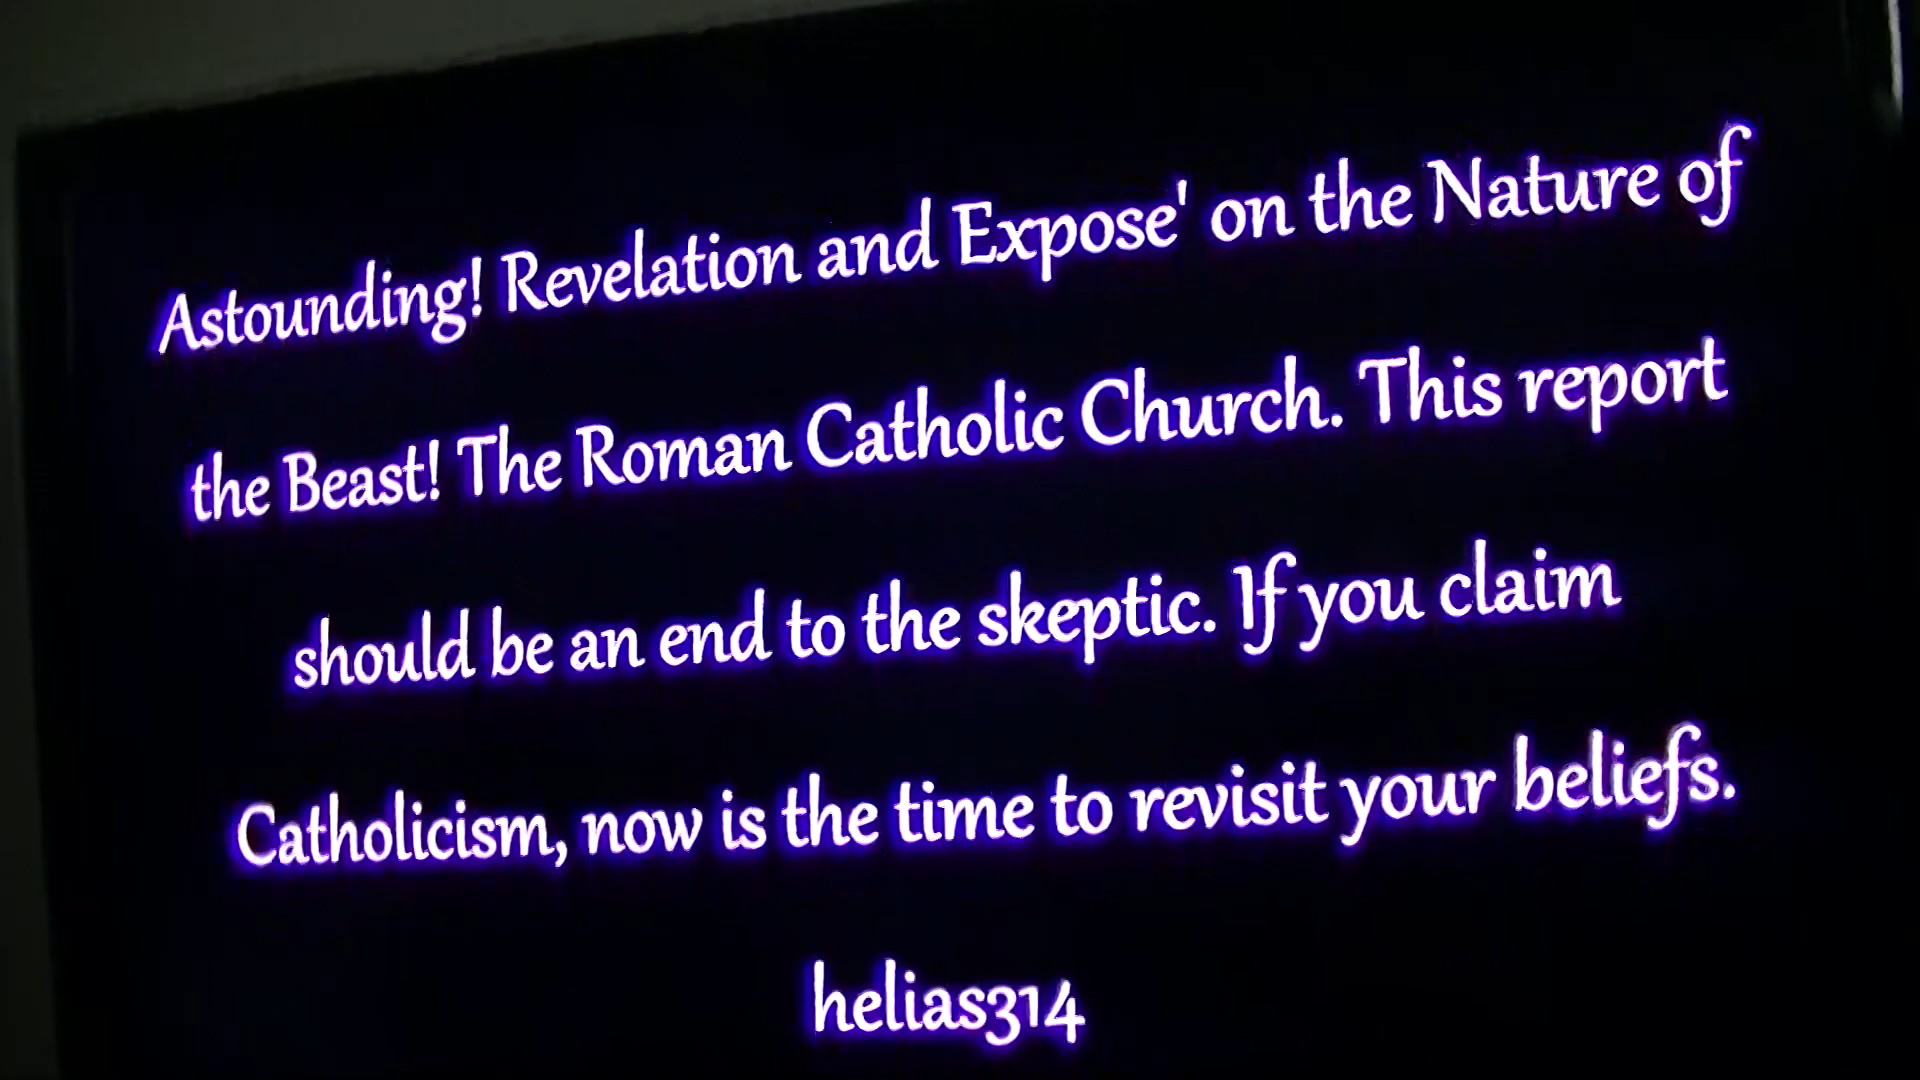 Astounding! Revelation and Expose' on the Nature of
the Beast! The Roman Catholic Church. This report
should be an end to the skeptic. If you claim
Catholicism, now is the time to revisit your beliefs.
helias314